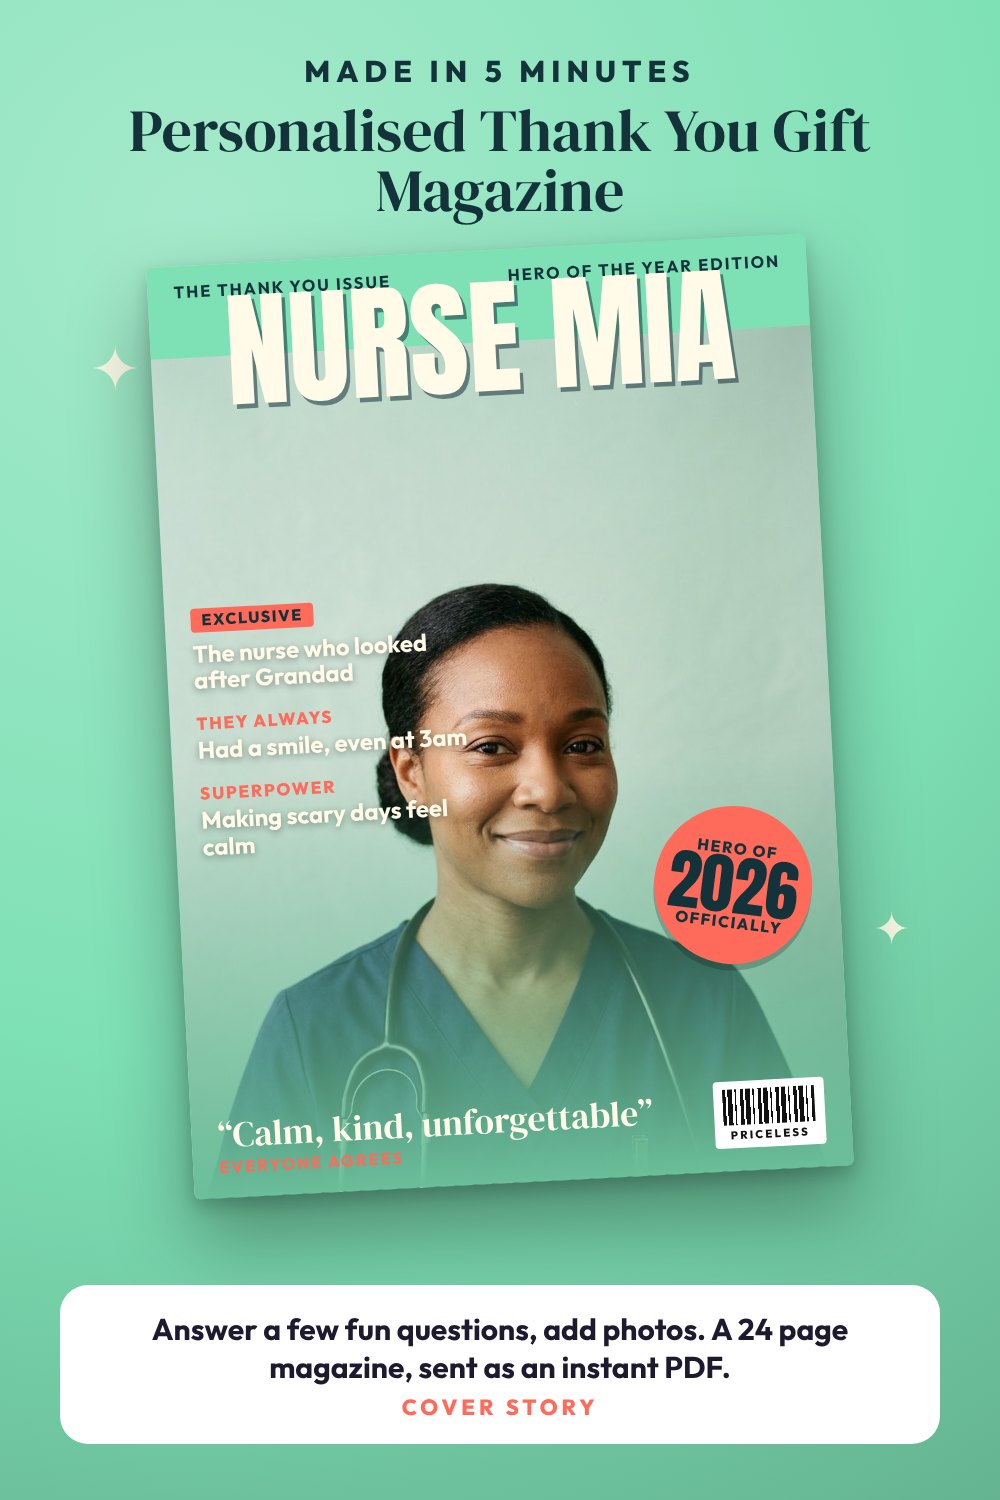 MADE IN 5 MINUTES
Personalised Thank You Gift
Magazine
THE THANK YOU ISSUE
HERO OF THE YEAR EDITION
NURSE MIA
EXCLUSIVE
The nurse who looked
after Grandad
THEY ALWAYS
Had a smile, even at 3am
SUPERPOWER
Making scary days feel
calm
HERO OF
2026
OFFICIALLY
“Calm, kind, unforgettable”
EVERYONE AGREES
PRICELESS
Answer a few fun questions, add photos. A 24 page
magazine, sent as an instant PDF.
COVER STORY